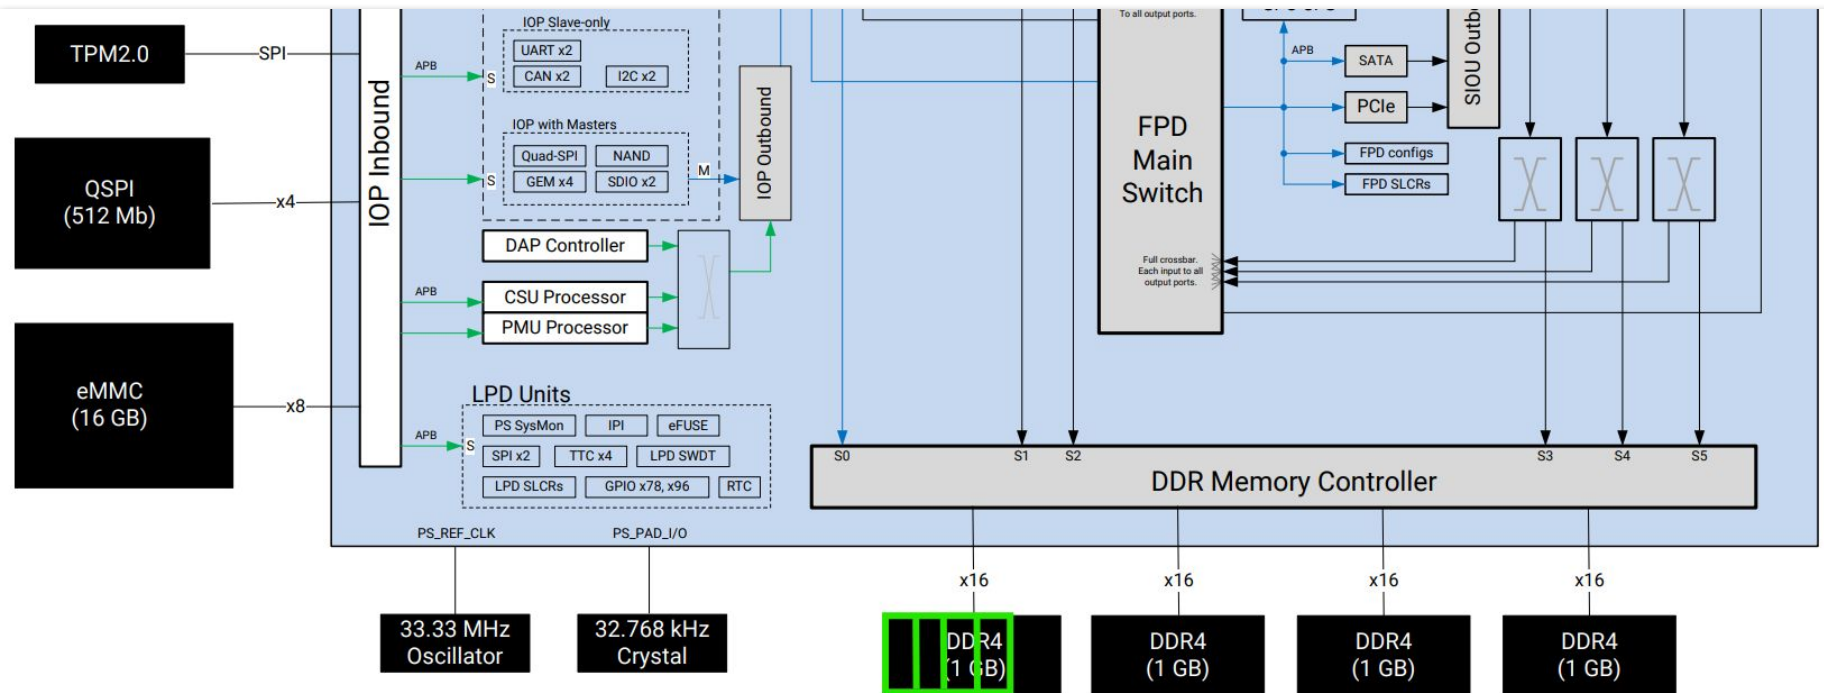 To all output ports.
TPM2.0
SPI
QSPI
(512 Mb)
x4
eMMC
(16 GB)
x8
IOP Inbound
APB
S
IOP Slave-only
UART x2
CAN x2
I2C x2
IOP with Masters
Quad-SPI
NAND
GEM x4
SDIO x2
S
M
IOP Outbound
DAP Controller
APB
CSU Processor
PMU Processor
LPD Units
APB
S
PS SysMon
IPI
eFUSE
SPI x2
TTC x4
LPD SWDT
LPD SLCRs
GPIO x78, x96
RTC
PS_REF_CLK
PS_PAD_I/O
33.33 MHz
Oscillator
32.768 kHz
Crystal
FPD
Main
Switch
Full crossbar.
Each input to all
output ports.
APB
SATA
PCIe
FPD configs
FPD SLCRs
SIOU Outb
S0
S1
S2
S3
S4
S5
DDR Memory Controller
x16
x16
x16
x16
DDR4
(1 GB)
DDR4
(1 GB)
DDR4
(1 GB)
DDR4
(1 GB)